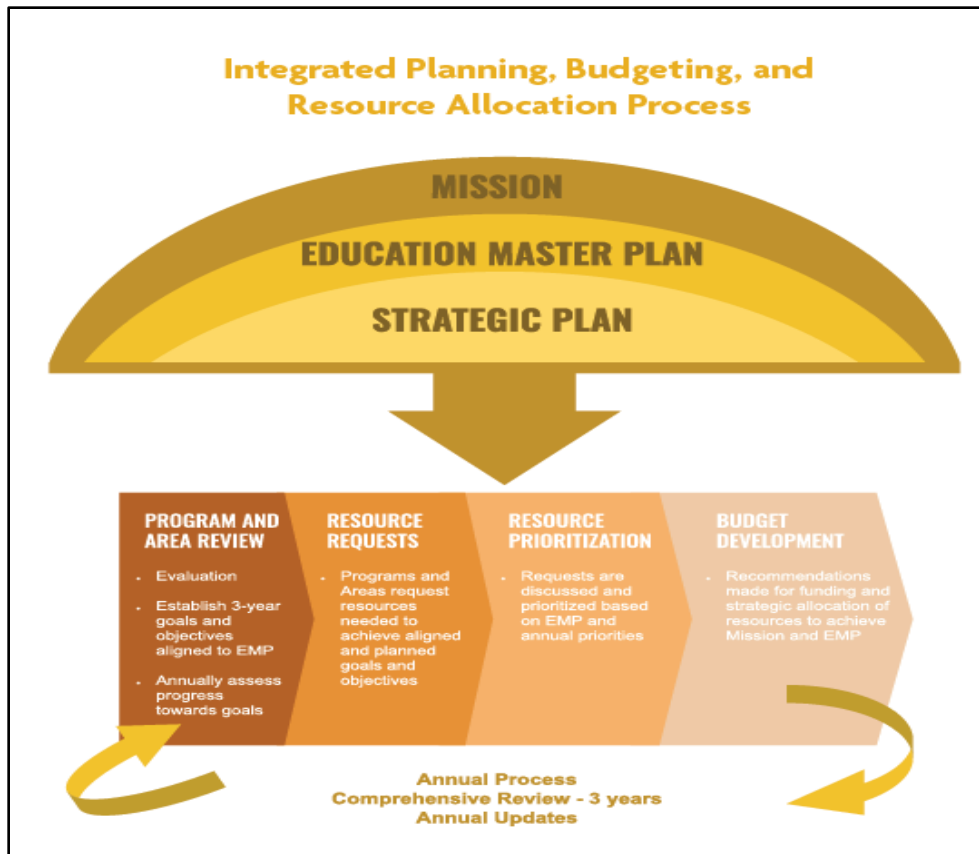 Integrated Planning, Budgeting, and
Resource Allocation Process
MISSION
EDUCATION MASTER PLAN
STRATEGIC PLAN
PROGRAM AND
AREA REVIEW
• Evaluation
• Establish 3-year
goals and
objectives
aligned to EMP
• Annually assess
progress
towards goals
RESOURCE
REQUESTS
• Programs and
Areas request
resources
needed to
achieve aligned
and planned
goals and
objectives
RESOURCE
PRIORITIZATION
• Requests are
discussed and
prioritized based
on EMP and
annual priorities
BUDGET
DEVELOPMENT
• Recommendations
made for funding and
strategic allocation of
resources to achieve
Mission and EMP
Annual Process
Comprehensive Review - 3 years
Annual Updates